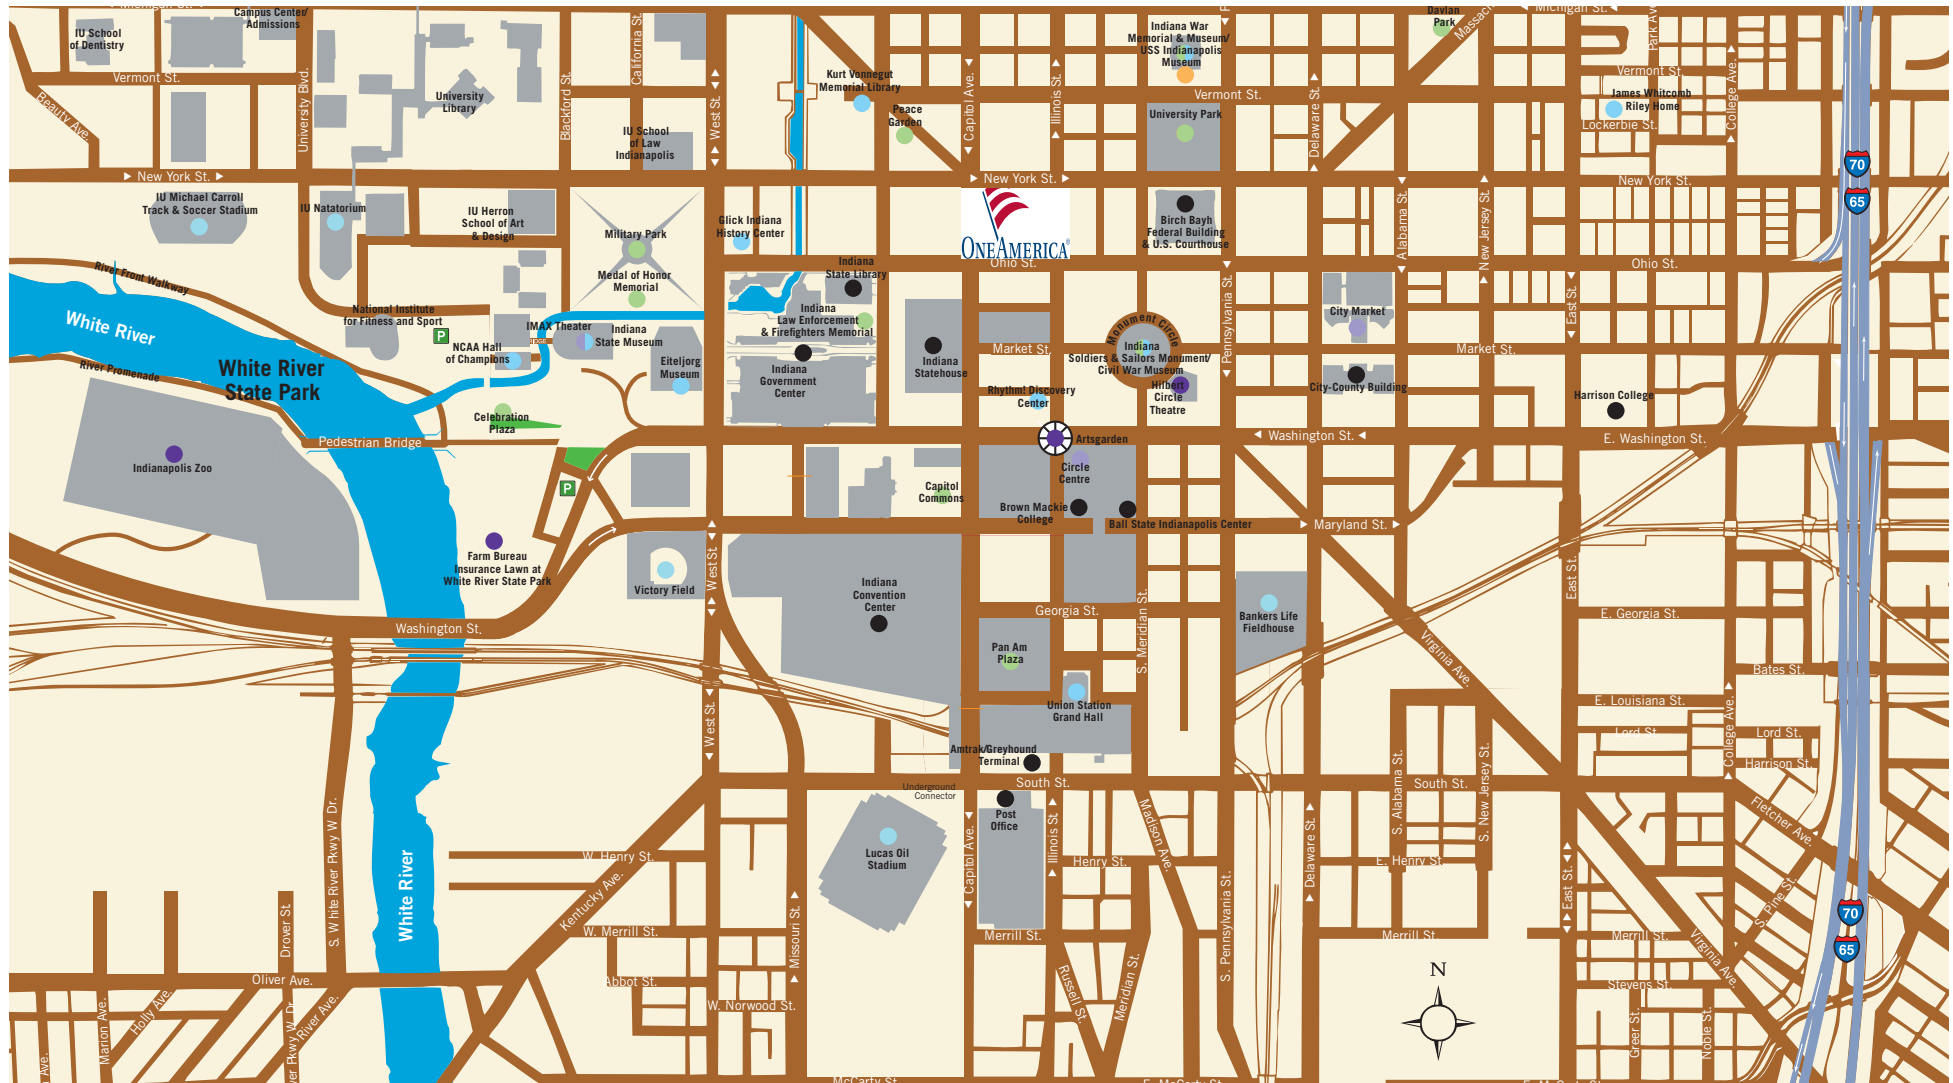 Michigan St.
Campus Center/
Admissions
IU School
of Dentistry
Vermont St.
Beauty Ave.
University Blvd.
University
Library
Blackford St.
California St.
IU School
of Law
Indianapolis
West St.
Kurt Vonnegut
Memorial Library
Peace
Garden
Capitol Ave.
Illinois St.
Indiana War
Memorial & Museum/
USS Indianapolis
Museum
Vermont St.
University Park
Delaware St.
Davlan
Park
Michigan St.
Park Ave.
Vermont St.
James Whitcomb
Riley Home
Lockerbie St.
College Ave.
70
65
New York St.
New York St.
New York St.
IU Michael Carroll
Track & Soccer Stadium
IU Natatorium
IU Herron
School of Art
& Design
Military Park
Medal of Honor
Memorial
Glick Indiana
History Center
Indiana
State Library
ONEAMERICA®
Ohio St.
Birch Bayh
Federal Building
& U.S. Courthouse
Alabama St.
New Jersey St.
Ohio St.
River Front Walkway
White River
River Promenade
White River
State Park
National Institute
for Fitness and Sport
P
NCAA Hall
of Champions
IMAX Theater
Indiana
State Museum
Eiteljorg
Museum
Indiana
Law Enforcement
& Firefighters Memorial
Indiana
Government
Center
Indiana
Statehouse
Market St.
Monument Circle
Indiana
Soldiers & Sailors Monument/
Civil War Museum
Rhythm! Discovery
Center
Hilbert
Circle
Theatre
Pennsylvania St.
City Market
City-County Building
Market St.
East St.
Harrison College
Celebration
Plaza
Pedestrian Bridge
Indianapolis Zoo
P
Washington St.
E. Washington St.
Artsgarden
Circle
Centre
Capitol
Commons
Brown Mackie
College
Ball State Indianapolis Center
Maryland St.
Farm Bureau
Insurance Lawn at
White River State Park
Victory Field
West St.
Indiana
Convention
Center
Georgia St.
S. Meridian St.
Bankers Life
Fieldhouse
East St.
E. Georgia St.
Washington St.
Pan Am
Plaza
Virginia Ave.
Bates St.
Union Station
Grand Hall
E. Louisiana St.
Lord St.
Lord St.
College Ave.
Harrison St.
West St.
Amtrak/Greyhound
Terminal
South St.
South St.
Underground
Connector
Post
Office
S. White River Pkwy W. Dr.
White River
Lucas Oil
Stadium
Capitol Ave.
Illinois St.
Madison Ave.
Henry St.
Delaware St.
S. Alabama St.
S. New Jersey St.
E. Henry St.
Fletcher Ave.
W. Henry St.
Kentucky Ave.
W. Merrill St.
Missouri St.
Merrill St.
S. Pennsylvania St.
Merrill St.
East St.
Merrill St.
S. Pine St.
Virginia Ave.
70
65
Drover St.
Oliver Ave.
Abbot St.
W. Norwood St.
Russell St.
Meridian St.
N
Stevens St.
Greer St.
Noble St.
Marion Ave.
Holly Ave.
River Ave.
McCarty St.
E. McCarty St.